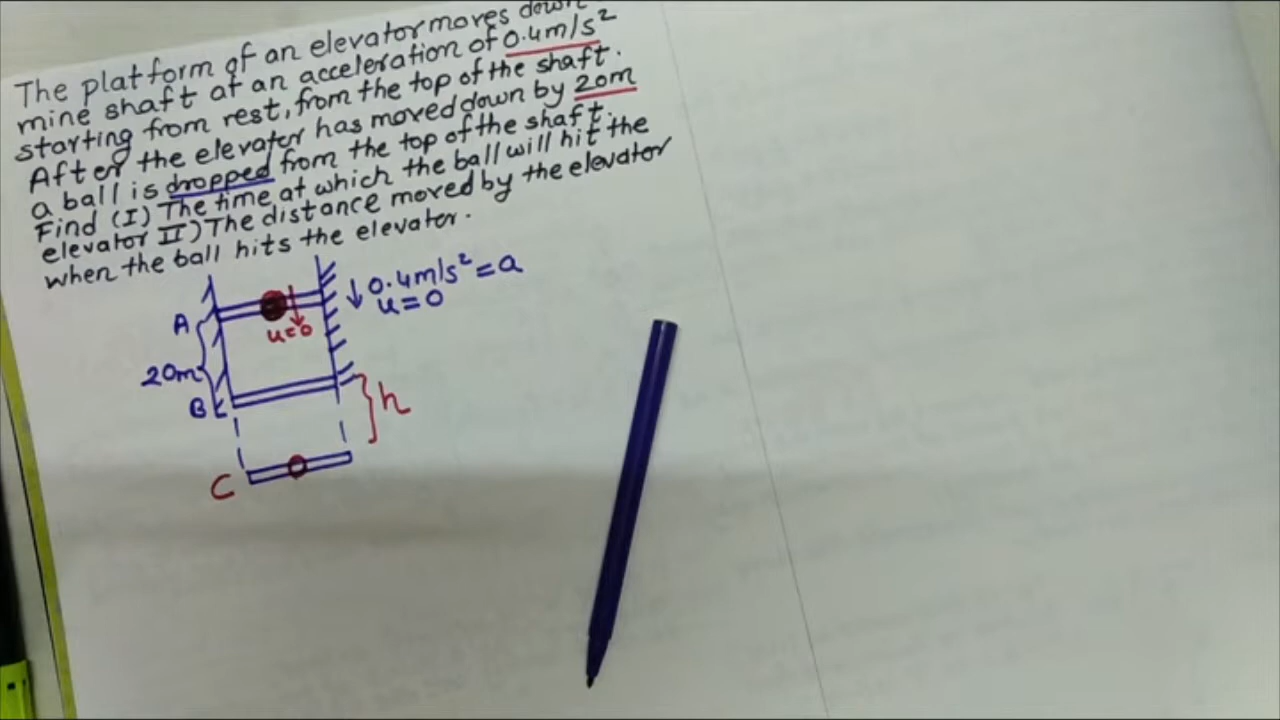 The platform of an elevator moves down
mine shaft at an acceleration of 0.4m/s²
starting from rest, from the top of the shaft.
After the elevater has moved down by 20m
a ball is dropped from the top of the shaft.
Find (I) The time at which the ball will hit the
elevator II) The distance moved by the elevator
when the ball hits the elevator.
↓ 0.4m/s² = a
u = 0
A
u=0
20m
B
h
C